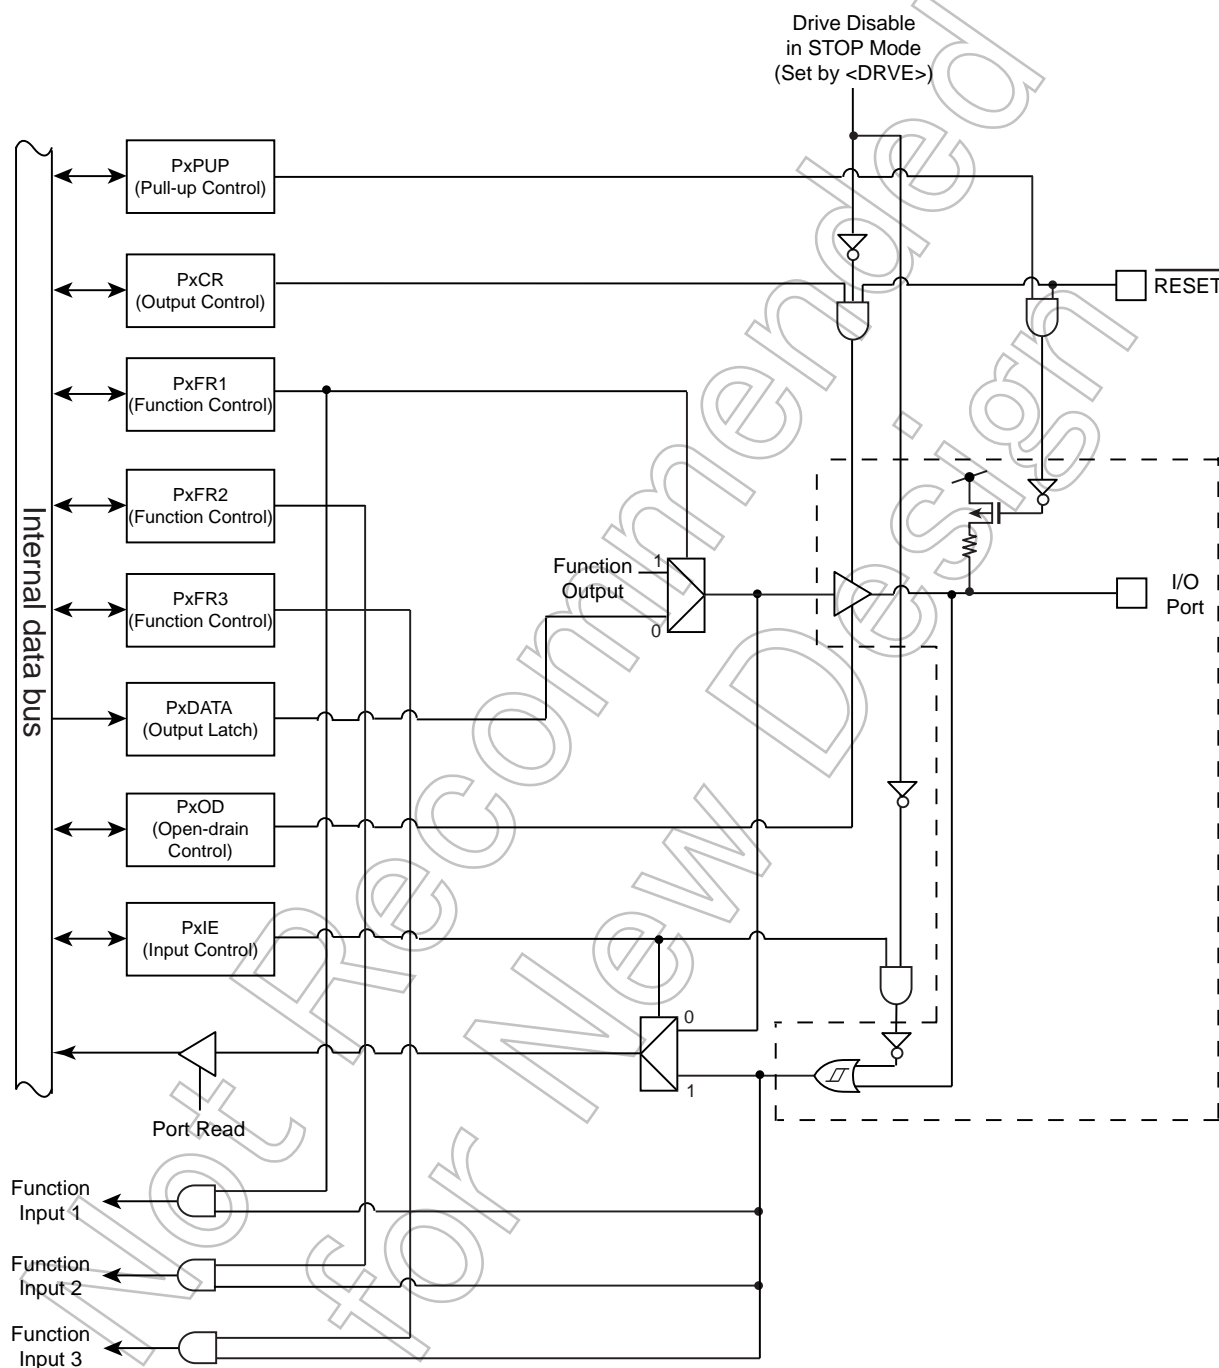 Drive Disable
in STOP Mode
(Set by <DRVE>)
PxPUP
(Pull-up Control)
PxCR
(Output Control)
RESET
PxFR1
(Function Control)
PxFR2
(Function Control)
Internal data bus
1
Function
Output
0
I/O
Port
PxFR3
(Function Control)
PxDATA
(Output Latch)
PxOD
(Open-drain
Control)
PxIE
(Input Control)
0
1
Port Read
Function
Input 1
Function
Input 2
Function
Input 3
Not Recommended
for New Design